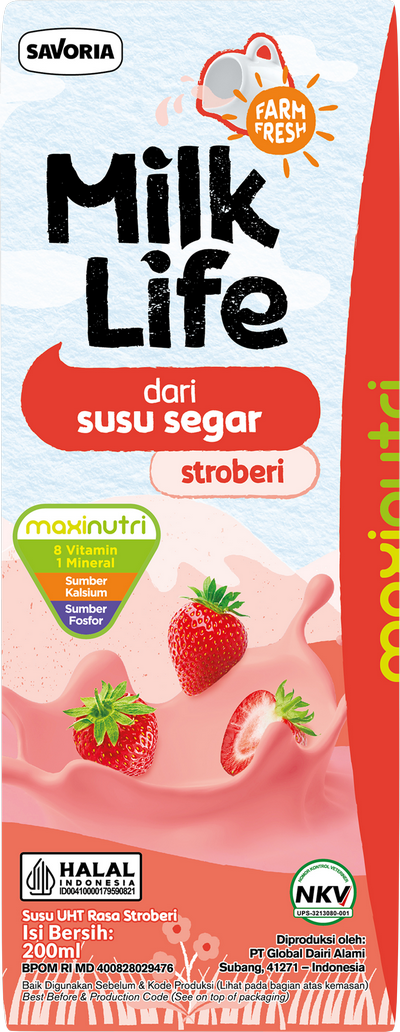 SAVORIA
FARM
FRESH
Milk
Life
dari
susu segar
stroberi
maxinutri
maxinutri
8 Vitamin
1 Mineral
Sumber
Kalsium
Sumber
Fosfor
HALAL
INDONESIA
ID00410000179590821
NOMOR KONTROL VETERINER
NKV
UPS-3213080-001
Susu UHT Rasa Stroberi
Isi Bersih:
200ml
BPOM RI MD 400828029476
Diproduksi oleh:
PT Global Dairi Alami
Subang, 41271 – Indonesia
Baik Digunakan Sebelum & Kode Produksi (Lihat pada bagian atas kemasan)
Best Before & Production Code (See on top of packaging)